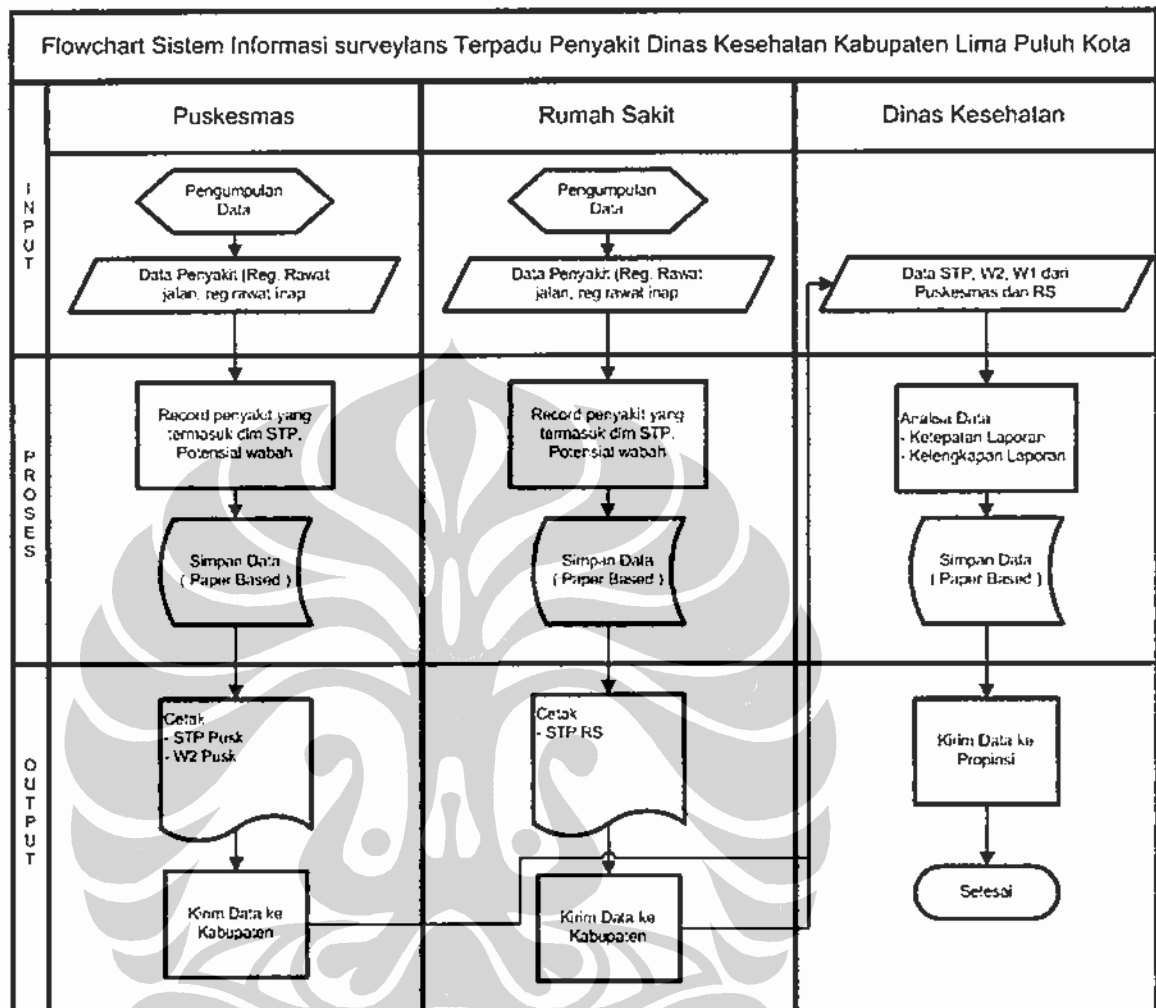 Flowchart Sistem Informasi surveylans Terpadu Penyakit Dinas Kesehatan Kabupaten Lima Puluh Kota
Puskesmas
Rumah Sakit
Dinas Kesehatan
INPUT
Pengumpulan
Data
Pengumpulan
Data
Data Penyakit (Reg. Rawat
jalan, reg rawat inap
Data Penyakit (Reg. Rawat
jalan, reg rawat inap
Data STP, W2, W1 dari
Puskesmas dan RS
PROSES
Record penyakit yang
termasuk dlm STP,
Potensial wabah
Record penyakit yang
termasuk dlm STP,
Potensial wabah
Analisa Data
- Ketepatan Laporan
- Kelengkapan Laporan
Simpan Data
( Paper Based )
Simpan Data
( Paper Based )
Simpan Data
( Paper Based )
OUTPUT
Cetak
- STP Pusk
- W2 Pusk
Cetak
- STP RS
Kirim Data ke
Propinsi
Kirim Data ke
Kabupaten
Kirim Data ke
Kabupaten
Selesai